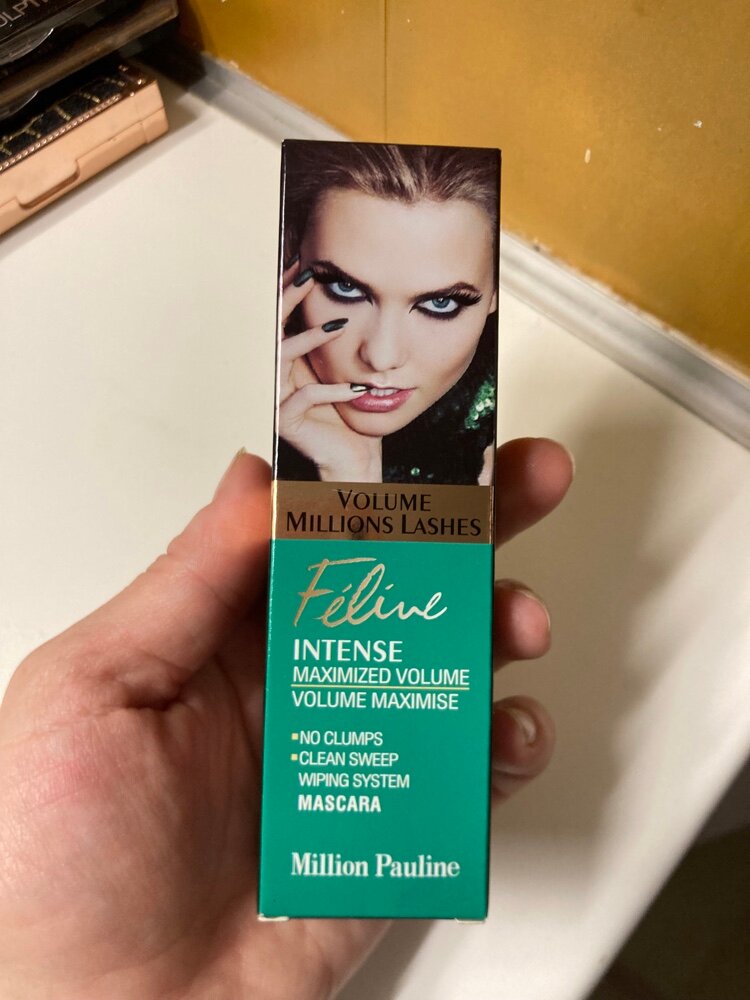 VOLUME
MILLIONS LASHES
Féline
INTENSE
MAXIMIZED VOLUME
VOLUME MAXIMISE
▪NO CLUMPS
▪CLEAN SWEEP
WIPING SYSTEM
MASCARA
Million Pauline